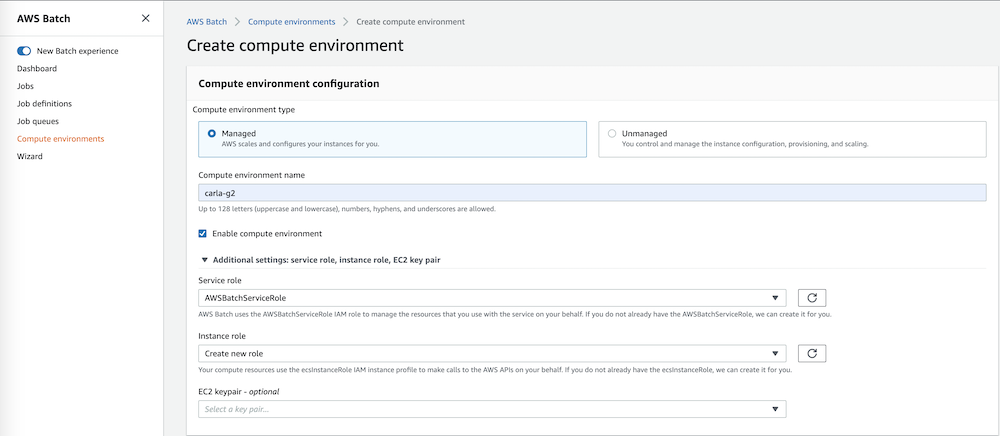 AWS Batch
New Batch experience
Dashboard
Jobs
Job definitions
Job queues
Compute environments
Wizard
AWS Batch > Compute environments > Create compute environment
Create compute environment
Compute environment configuration
Compute environment type
Managed
AWS scales and configures your instances for you.
Unmanaged
You control and manage the instance configuration, provisioning, and scaling.
Compute environment name
carla-g2
Up to 128 letters (uppercase and lowercase), numbers, hyphens, and underscores are allowed.
Enable compute environment
Additional settings: service role, instance role, EC2 key pair
Service role
AWSBatchServiceRole
AWS Batch uses the AWSBatchServiceRole IAM role to manage the resources that you use with the service on your behalf. If you do not already have the AWSBatchServiceRole, we can create it for you.
Instance role
Create new role
Your compute resources use the ecsInstanceRole IAM instance profile to make calls to the AWS APIs on your behalf. If you do not already have the ecsInstanceRole, we can create it for you.
EC2 keypair - optional
Select a key pair...